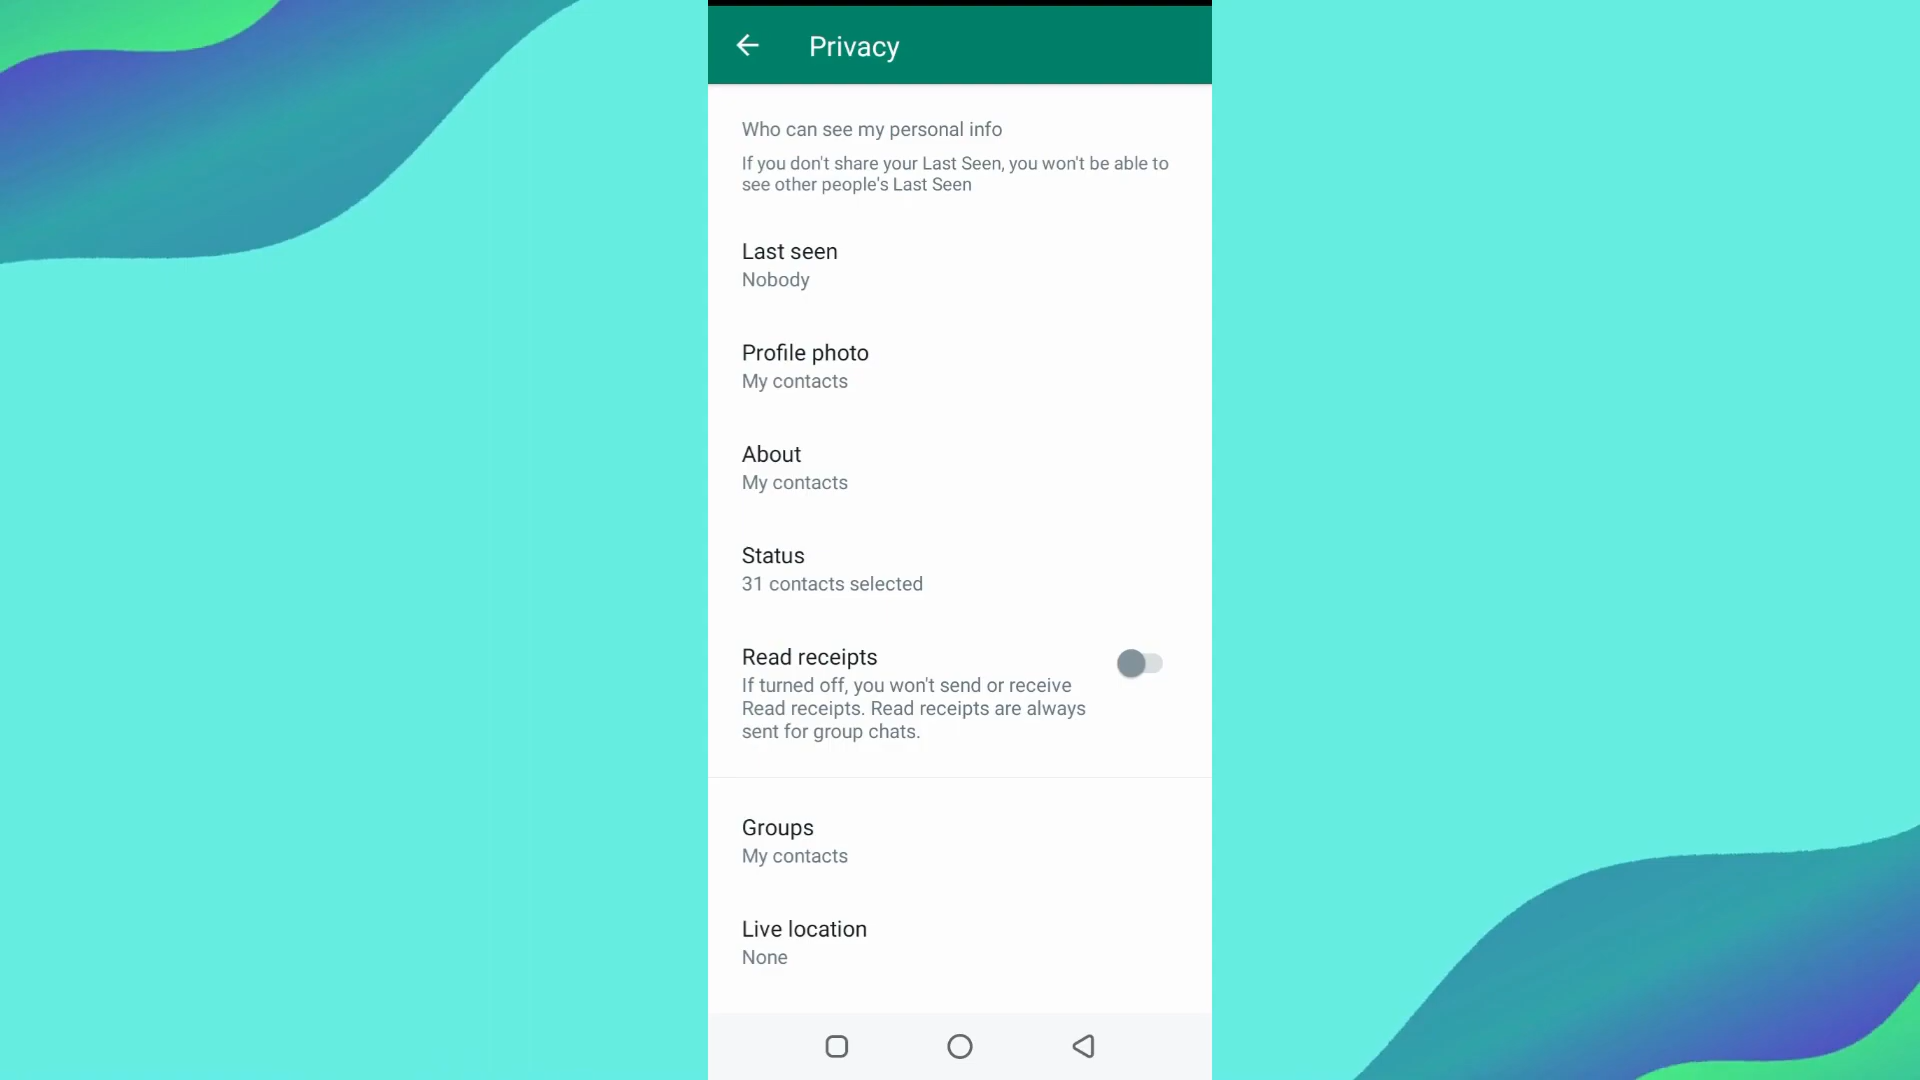 Privacy
Who can see my personal info
If you don't share your Last Seen, you won't be able to
see other people's Last Seen
Last seen
Nobody
Profile photo
My contacts
About
My contacts
Status
31 contacts selected
Read receipts
If turned off, you won't send or receive
Read receipts. Read receipts are always
sent for group chats.
Groups
My contacts
Live location
None